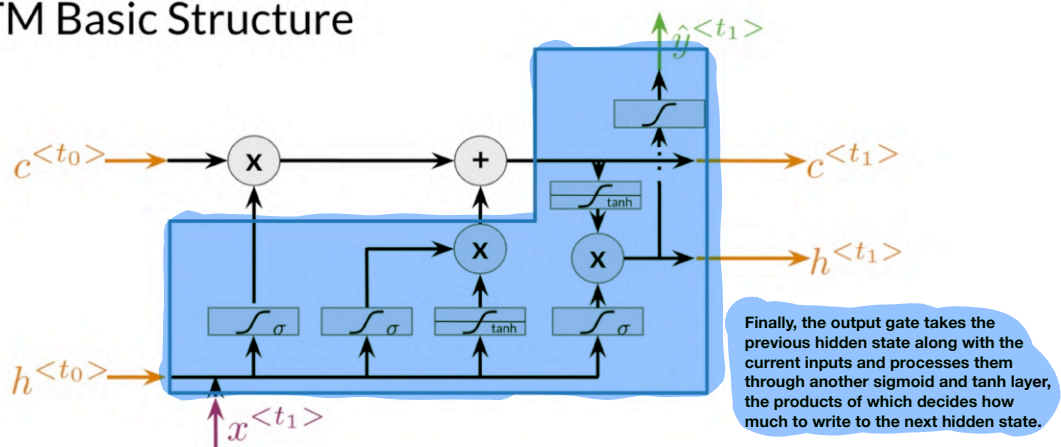 TM Basic Structure
ŷ<t₁>
c<t₀>
x
+
c<t₁>
tanh
x
x
h<t₁>
σ
σ
tanh
σ
h<t₀>
x<t₁>
Finally, the output gate takes the
previous hidden state along with the
current inputs and processes them
through another sigmoid and tanh layer,
the products of which decides how
much to write to the next hidden state.